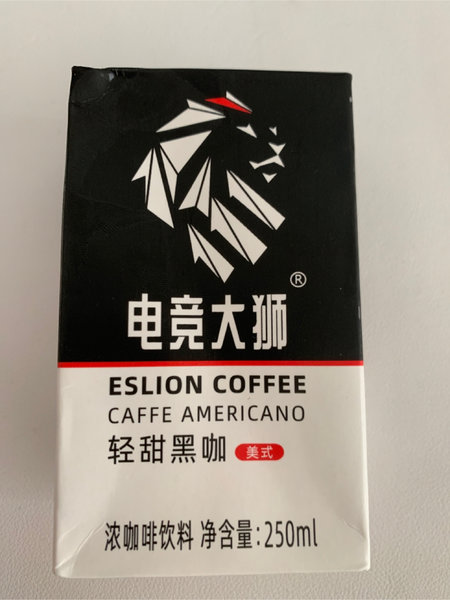 电竞大狮®
ESLION COFFEE
CAFFE AMERICANO
轻甜黑咖 美式
浓咖啡饮料 净含量:250ml